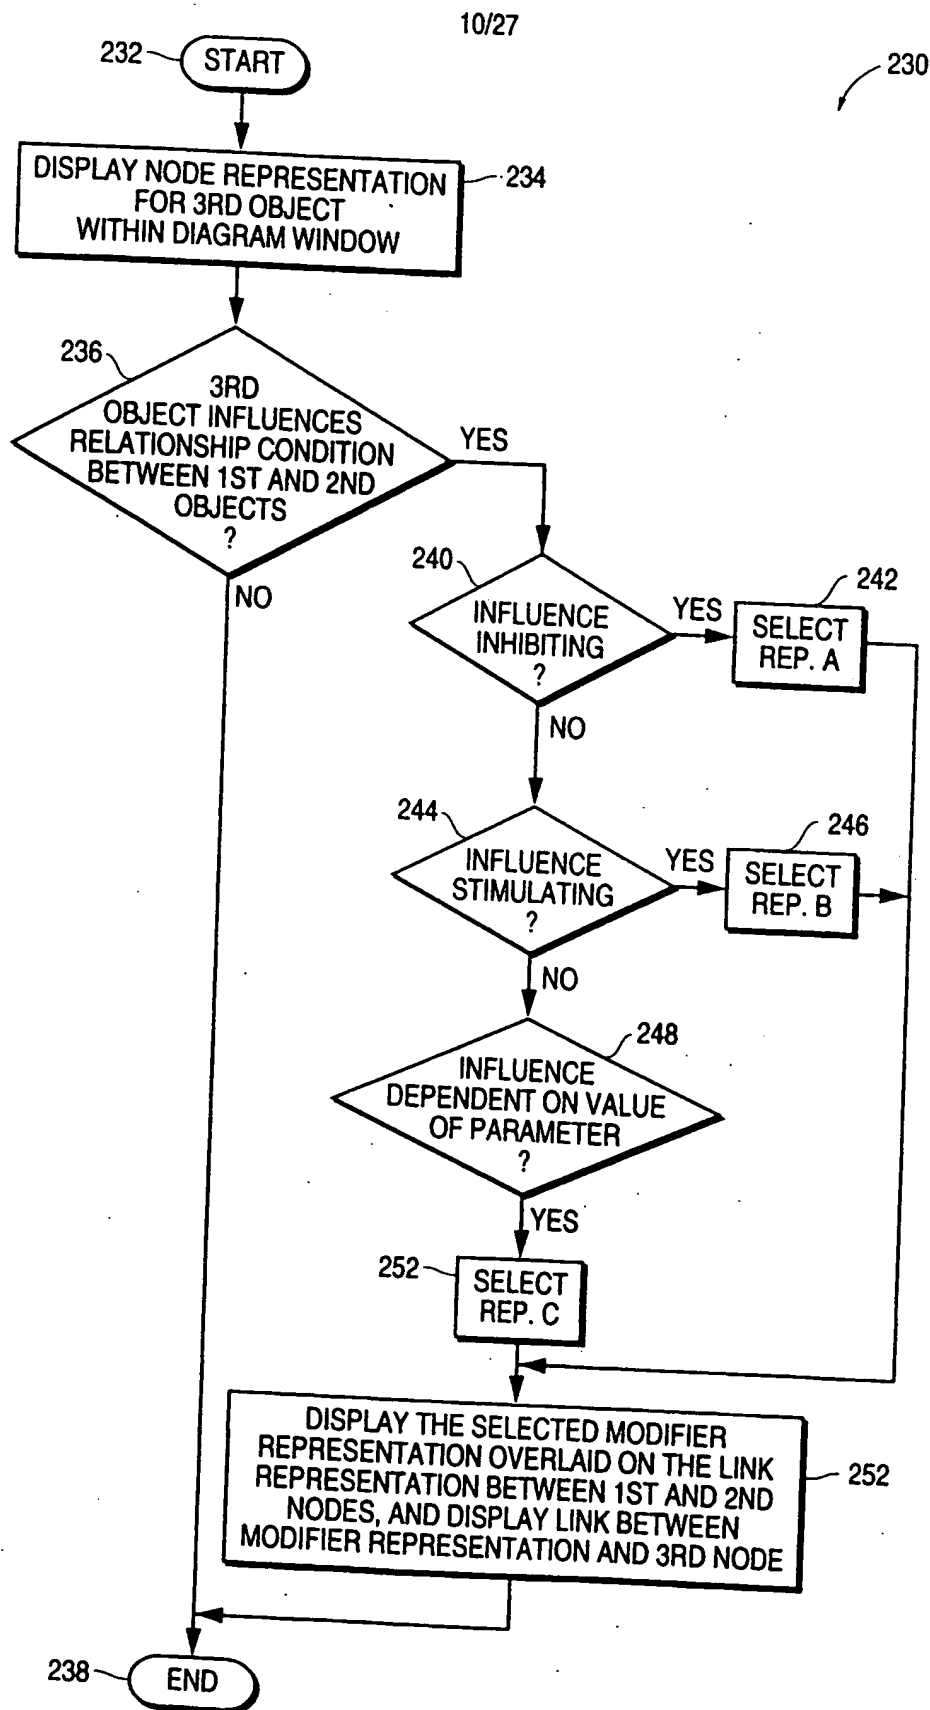 10/27
230
232
START
DISPLAY NODE REPRESENTATION
FOR 3RD OBJECT
WITHIN DIAGRAM WINDOW
234
236
3RD
OBJECT INFLUENCES
RELATIONSHIP CONDITION
BETWEEN 1ST AND 2ND
OBJECTS
?
YES
NO
240
INFLUENCE
INHIBITING
?
YES
242
SELECT
REP. A
NO
244
INFLUENCE
STIMULATING
?
YES
246
SELECT
REP. B
NO
248
INFLUENCE
DEPENDENT ON VALUE
OF PARAMETER
?
YES
252
SELECT
REP. C
DISPLAY THE SELECTED MODIFIER
REPRESENTATION OVERLAID ON THE LINK
REPRESENTATION BETWEEN 1ST AND 2ND
NODES, AND DISPLAY LINK BETWEEN
MODIFIER REPRESENTATION AND 3RD NODE
252
238
END